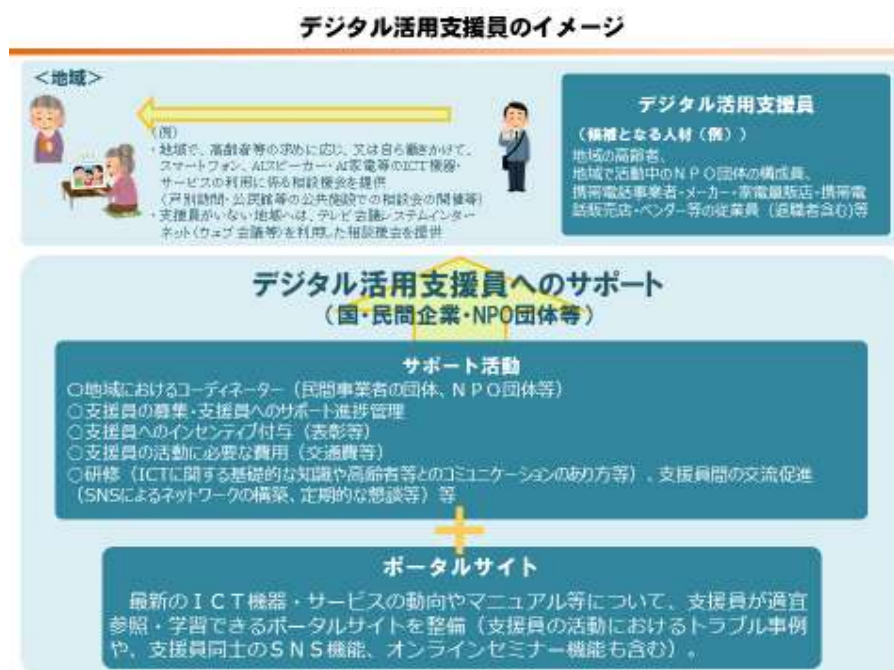 デジタル活用支援員のイメージ
＜地域＞
（例）
・地域で、高齢者等の求めに応じ、又は自ら働きかけて、
スマートフォン、AIスピーカー・AI家電等のICT機器・
サービスの利用に係る相談機会を提供
（戸別訪問・公民館等の公共施設での相談会の開催等）
・支援員がいない地域へは、テレビ会議システムインター
ネット（ウェブ会議等）を利用した相談機会を提供
デジタル活用支援員
（候補となる人材（例））
地域の高齢者、
地域で活動中のＮＰＯ団体の構成員、
携帯電話事業者・メーカー・家電量販店・携帯電
話販売店・ベンダー等の従業員（退職者含む）等
デジタル活用支援員へのサポート
（国・民間企業・NPO団体等）
サポート活動
○地域におけるコーディネーター（民間事業者の団体、ＮＰＯ団体等）
○支援員の募集・支援員へのサポート進捗管理
○支援員へのインセンティブ付与（表彰等）
○支援員の活動に必要な費用（交通費等）
○研修（ICTに関する基礎的な知識や高齢者等とのコミュニケーションのあり方等）、支援員間の交流促進
（SNSによるネットワークの構築、定期的な懇談等）等
ポータルサイト
最新のＩＣＴ機器・サービスの動向やマニュアル等について、支援員が適宜
参照・学習できるポータルサイトを整備（支援員の活動におけるトラブル事例
や、支援員同士のＳＮＳ機能、オンラインセミナー機能も含む）。